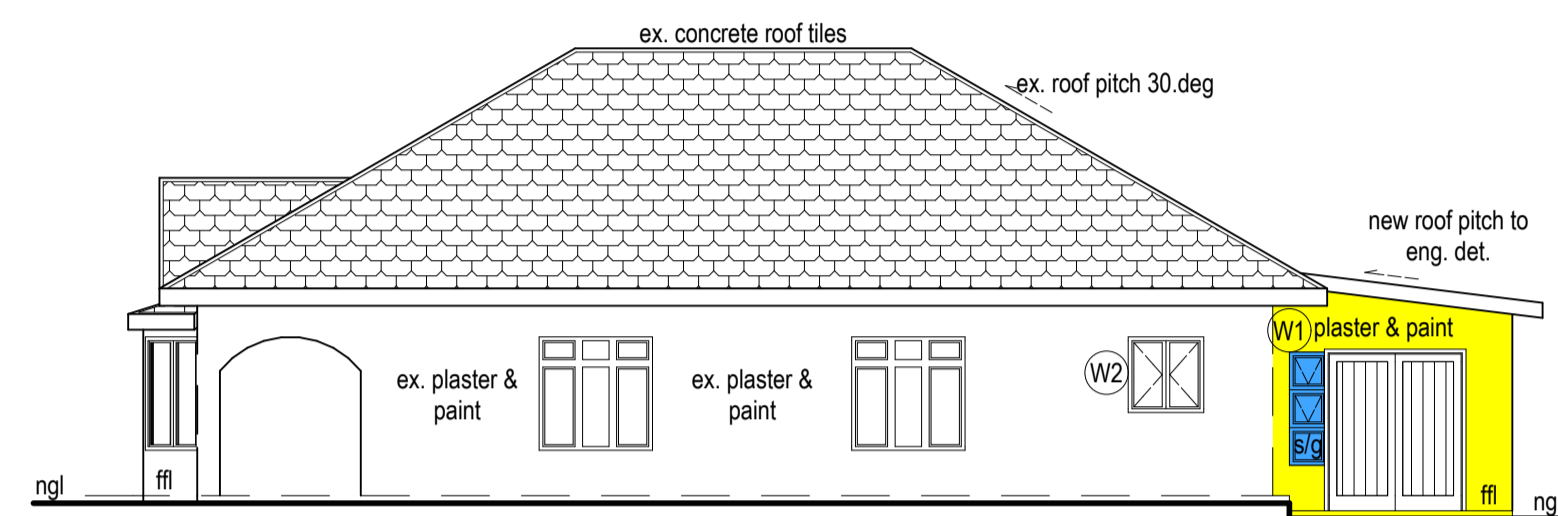 ex. concrete roof tiles
ex. roof pitch 30.deg
new roof pitch to
eng. det.
W1 plaster & paint
ex. plaster &
paint
ex. plaster &
paint
W2
s/g
ngl
ffl
ffl
ng